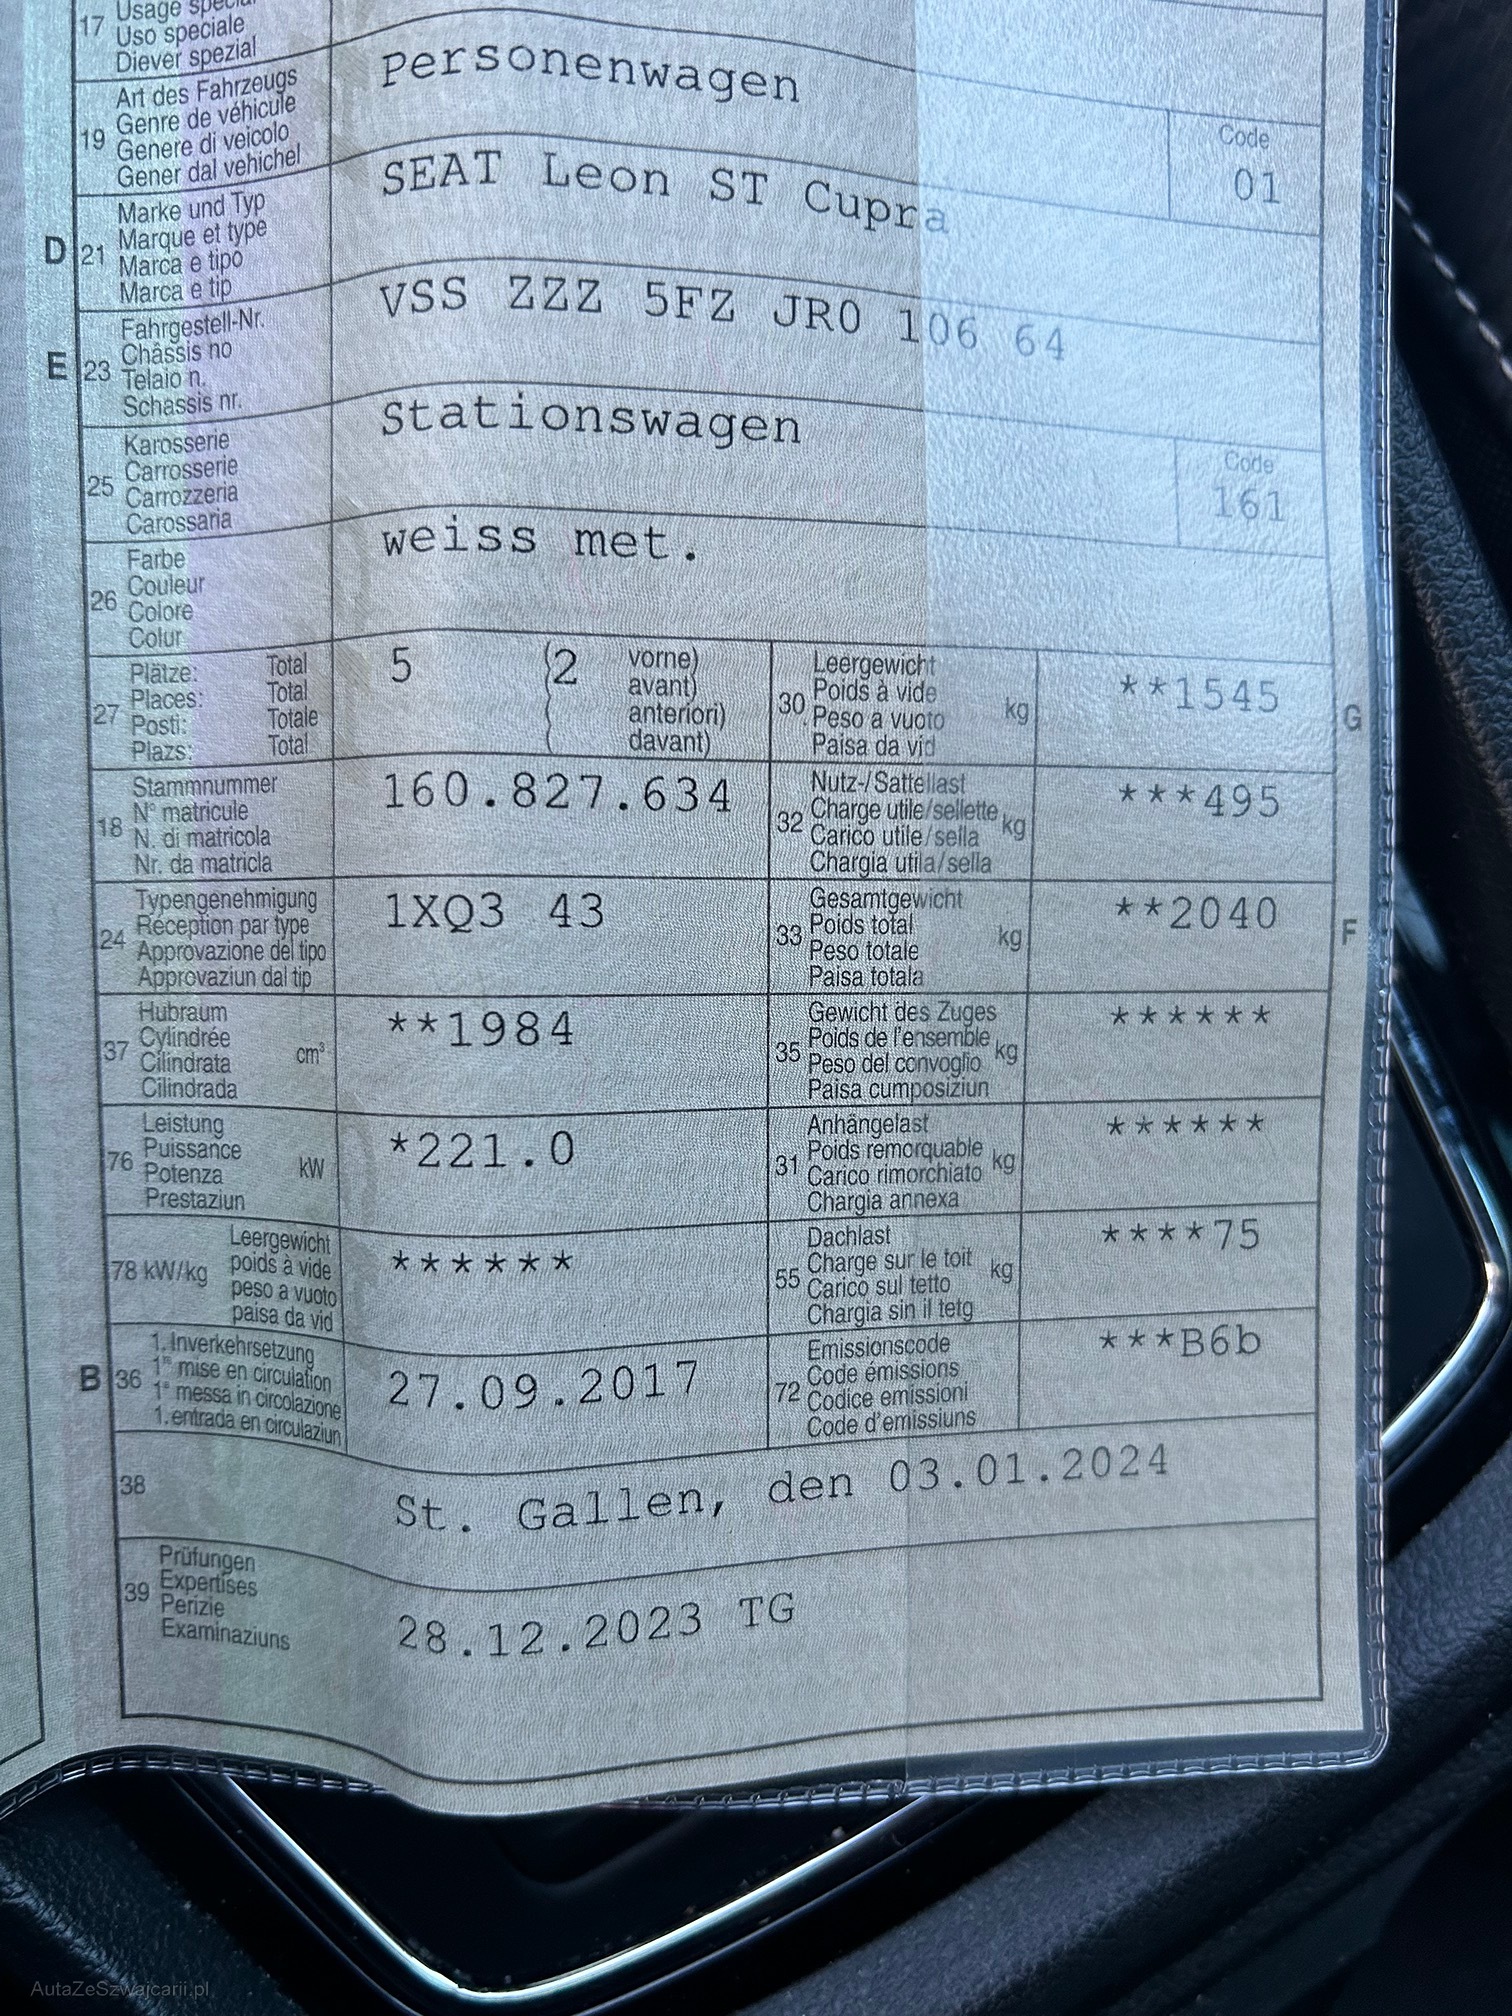 17 Usage special
Uso speciale
Diever spezial
19 Art des Fahrzeugs
Genre de véhicule
Genere di veicolo
Gener dal vehichel
Personenwagen
Code
01
D 21 Marke und Typ
Marque et type
Marca e tipo
Marca e tip
SEAT Leon ST Cupra
E 23 Fahrgestell-Nr.
Châssis no
Telaio n.
Schassis nr.
VSS ZZZ 5FZ JR0 106 64
25 Karosserie
Carrosserie
Carrozzeria
Carossaria
Stationswagen
Code
161
26 Farbe
Couleur
Colore
Colur
weiss met.
27 Plätze: Total
Places: Total
Posti: Totale
Plazs: Total
5 (2 vorne)
( avant)
( anteriori)
( davant)
30 Leergewicht
Poids à vide
Peso a vuoto
Paisa da vid
kg
**1545
G
18 Stammnummer
N° matricule
N. di matricola
Nr. da matricla
160.827.634
32 Nutz-/Sattellast
Charge utile/sellette
Carico utile/sella
Chargia utila/sella
kg
***495
24 Typengenehmigung
Réception par type
Approvazione del tipo
Approvaziun dal tip
1XQ3 43
33 Gesamtgewicht
Poids total
Peso totale
Paisa totala
kg
**2040
F
37 Hubraum
Cylindrée
Cilindrata
Cilindrada
cm³
**1984
35 Gewicht des Zuges
Poids de l'ensemble
Peso del convoglio
Paisa cumposiziun
kg
******
76 Leistung
Puissance
Potenza
Prestaziun
kW
*221.0
31 Anhängelast
Poids remorquable
Carico rimorchiato
Chargia annexa
kg
******
78 kW/kg Leergewicht
poids à vide
peso a vuoto
paisa da vid
******
55 Dachlast
Charge sur le toit
Carico sul tetto
Chargia sin il tetg
kg
****75
B 36 1. Inverkehrsetzung
1re mise en circulation
1a messa in circolazione
1. entrada en circulaziun
27.09.2017
72 Emissionscode
Code émissions
Codice emissioni
Code d'emissiuns
***B6b
38 St. Gallen, den 03.01.2024
39 Prüfungen
Expertises
Perizie
Examinaziuns
28.12.2023 TG
AutaZeSzwajcarii.pl